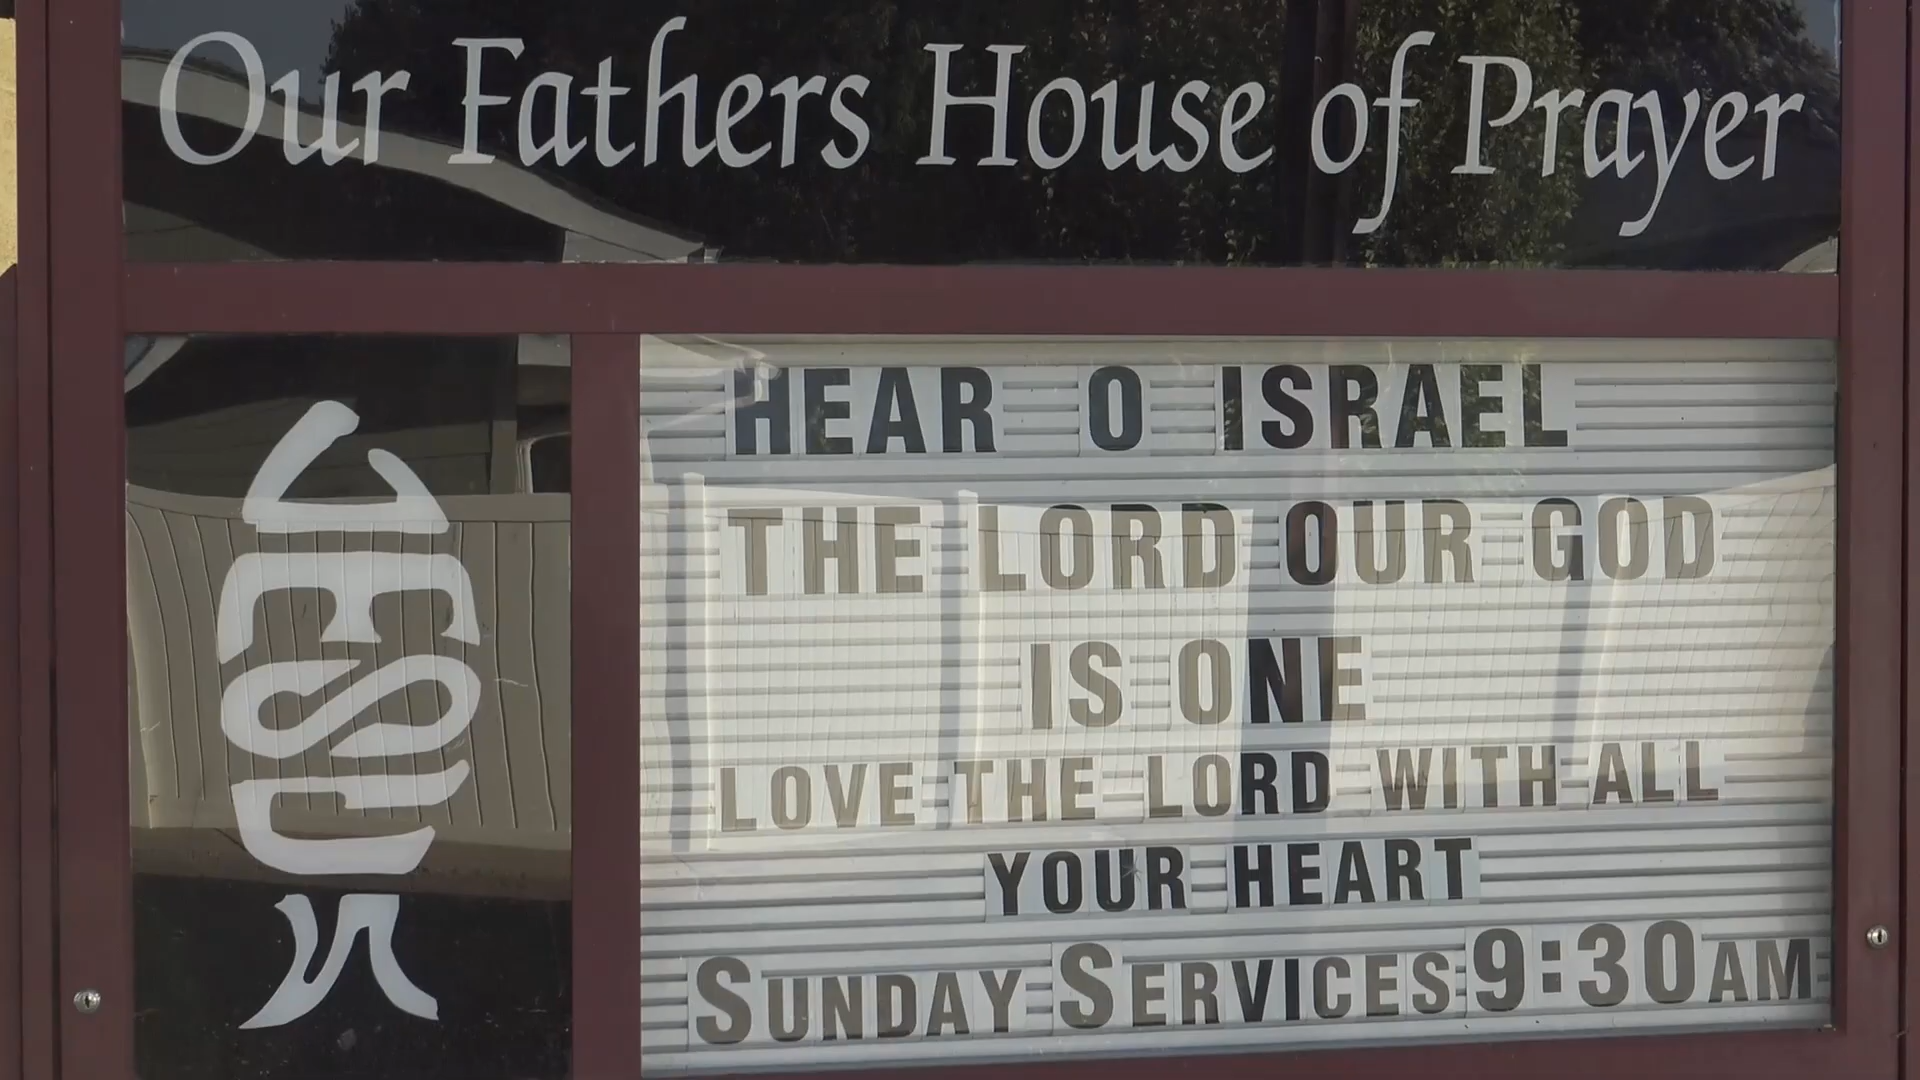 Our Fathers House of Prayer
JESUS
HEAR O ISRAEL
THE LORD OUR GOD
IS ONE
LOVE THE LORD WITH ALL
YOUR HEART
SUNDAY SERVICES 9:30AM